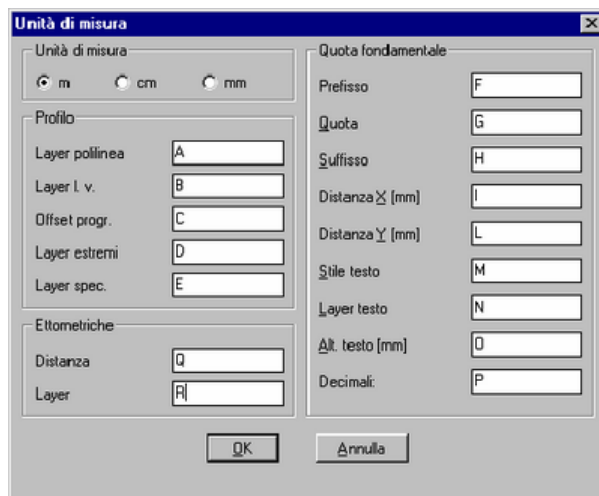 Unità di misura
Unità di misura
m cm mm
Profilo
Layer polilinea A
Layer l. v. B
Offset progr. C
Layer estremi D
Layer spec. E
Ettometriche
Distanza Q
Layer R
Quota fondamentale
Prefisso F
Quota G
Suffisso H
Distanza X [mm] I
Distanza Y [mm] L
Stile testo M
Layer testo N
Alt. testo [mm] O
Decimali: P
OK Annulla